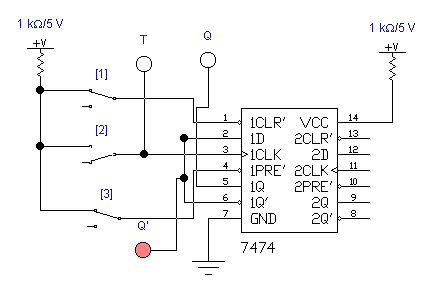 1 kΩ/5 V
1 kΩ/5 V
+V
+V
T
Q
[1]
[2]
[3]
Q'
1 1CLR' VCC 14
2 1D 2CLR' 13
3 1CLK 2D 12
4 1PRE' 2CLK 11
5 1Q 2PRE' 10
6 1Q' 2Q 9
7 GND 2Q' 8
7474